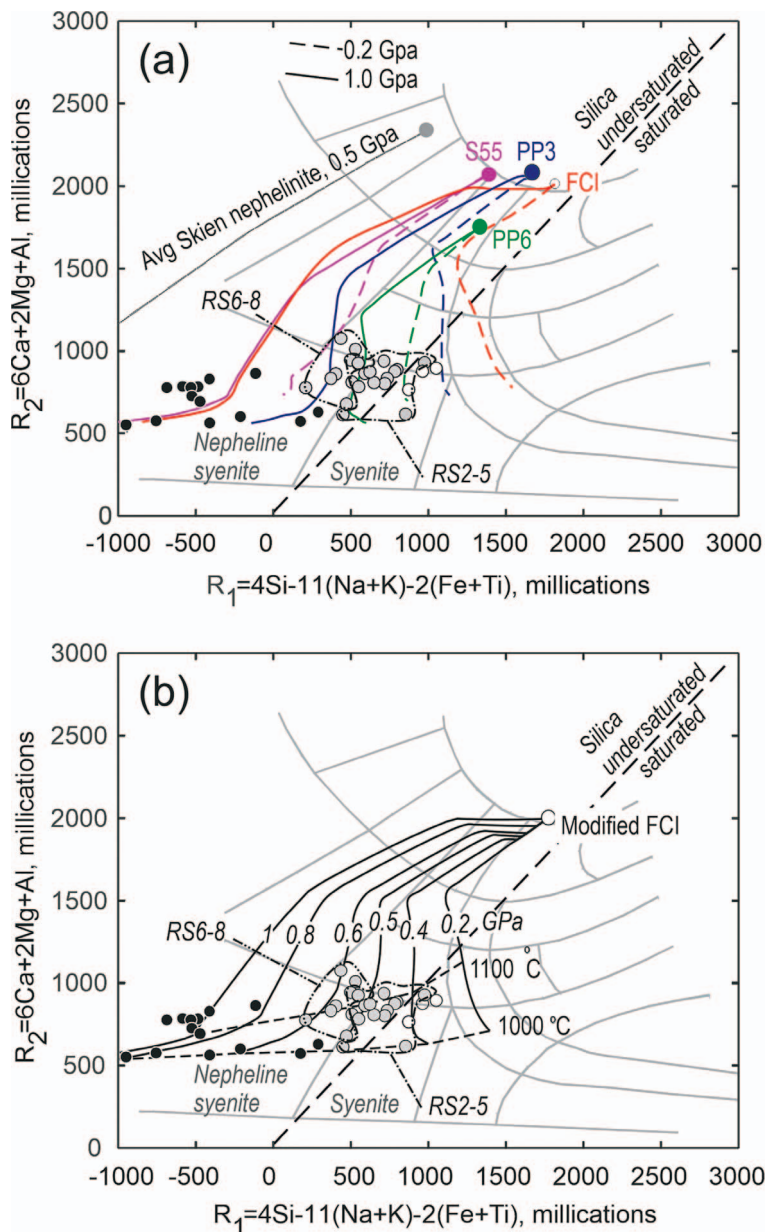 3000
(a)
0.2 Gpa
1.0 Gpa
2500
Silica
undersaturated
saturated
Avg Skien nephelinite, 0.5 Gpa
S55
PP3
FCI
2000
PP6
1500
RS6-8
1000
500
Nepheline
syenite
Syenite
RS2-5
0
-1000 -500 0 500 1000 1500 2000 2500 3000
R2=6Ca+2Mg+Al, millications
R1=4Si-11(Na+K)-2(Fe+Ti), millications
3000
(b)
2500
Silica
undersaturated
saturated
2000
Modified FCI
1500
RS6-8
1 0.8 0.6 0.5 0.4 0.2 GPa
1000
1100 °C
1000 ºC
500
Nepheline
syenite
Syenite
RS2-5
0
-1000 -500 0 500 1000 1500 2000 2500 3000
R2=6Ca+2Mg+Al, millications
R1=4Si-11(Na+K)-2(Fe+Ti), millications